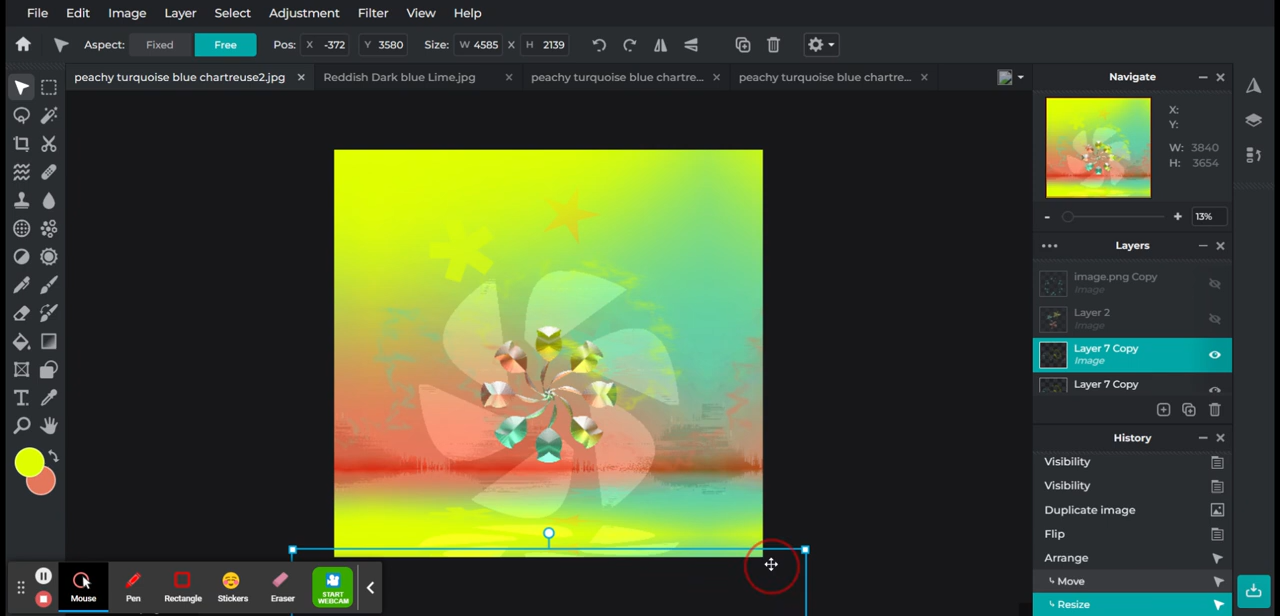 File Edit Image Layer Select Adjustment Filter View Help
Aspect: Fixed Free Pos: X -372 Y 3580 Size: W 4585 X H 2139
peachy turquoise blue chartreuse2.jpg Reddish Dark blue Lime.jpg peachy turquoise blue chartre... peachy turquoise blue chartre...
Navigate
X:
Y:
W: 3840
H: 3654
- + 13%
Layers
image.png Copy
Image
Layer 2
Image
Layer 7 Copy
Image
Layer 7 Copy
History
Visibility
Visibility
Duplicate image
Flip
Arrange
Move
Resize
Mouse Pen Rectangle Stickers Eraser START WEBCAM